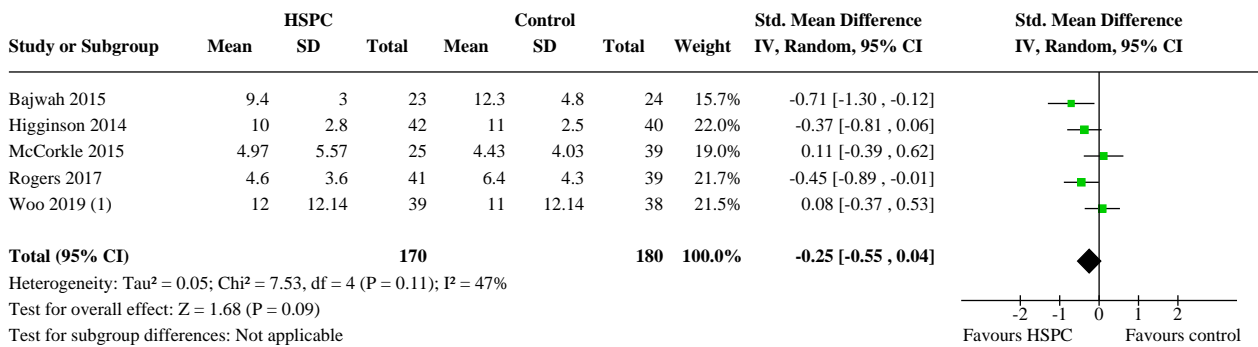 HSPC Control Std. Mean Difference Std. Mean Difference
Study or Subgroup Mean SD Total Mean SD Total Weight IV, Random, 95% CI IV, Random, 95% CI
Bajwah 2015 9.4 3 23 12.3 4.8 24 15.7% -0.71 [-1.30 , -0.12]
Higginson 2014 10 2.8 42 11 2.5 40 22.0% -0.37 [-0.81 , 0.06]
McCorkle 2015 4.97 5.57 25 4.43 4.03 39 19.0% 0.11 [-0.39 , 0.62]
Rogers 2017 4.6 3.6 41 6.4 4.3 39 21.7% -0.45 [-0.89 , -0.01]
Woo 2019 (1) 12 12.14 39 11 12.14 38 21.5% 0.08 [-0.37 , 0.53]
Total (95% CI) 170 180 100.0% -0.25 [-0.55 , 0.04]
Heterogeneity: Tau² = 0.05; Chi² = 7.53, df = 4 (P = 0.11); I² = 47%
Test for overall effect: Z = 1.68 (P = 0.09)
-2 -1 0 1 2
Test for subgroup differences: Not applicable
Favours HSPC Favours control